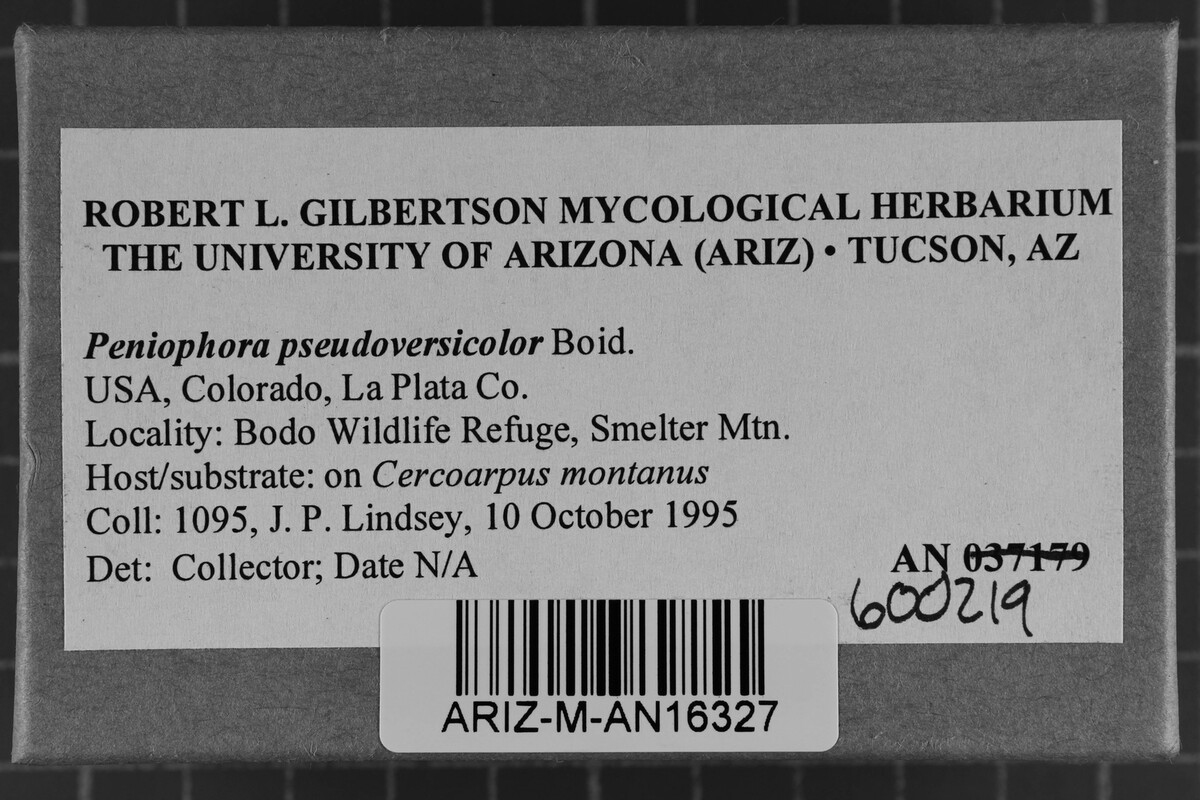 ROBERT L. GILBERTSON MYCOLOGICAL HERBARIUM
THE UNIVERSITY OF ARIZONA (ARIZ) • TUCSON, AZ
Peniophora pseudoversicolor Boid.
USA, Colorado, La Plata Co.
Locality: Bodo Wildlife Refuge, Smelter Mtn.
Host/substrate: on Cercoarpus montanus
Coll: 1095, J. P. Lindsey, 10 October 1995
Det: Collector; Date N/A
AN 037179
600219
ARIZ-M-AN16327